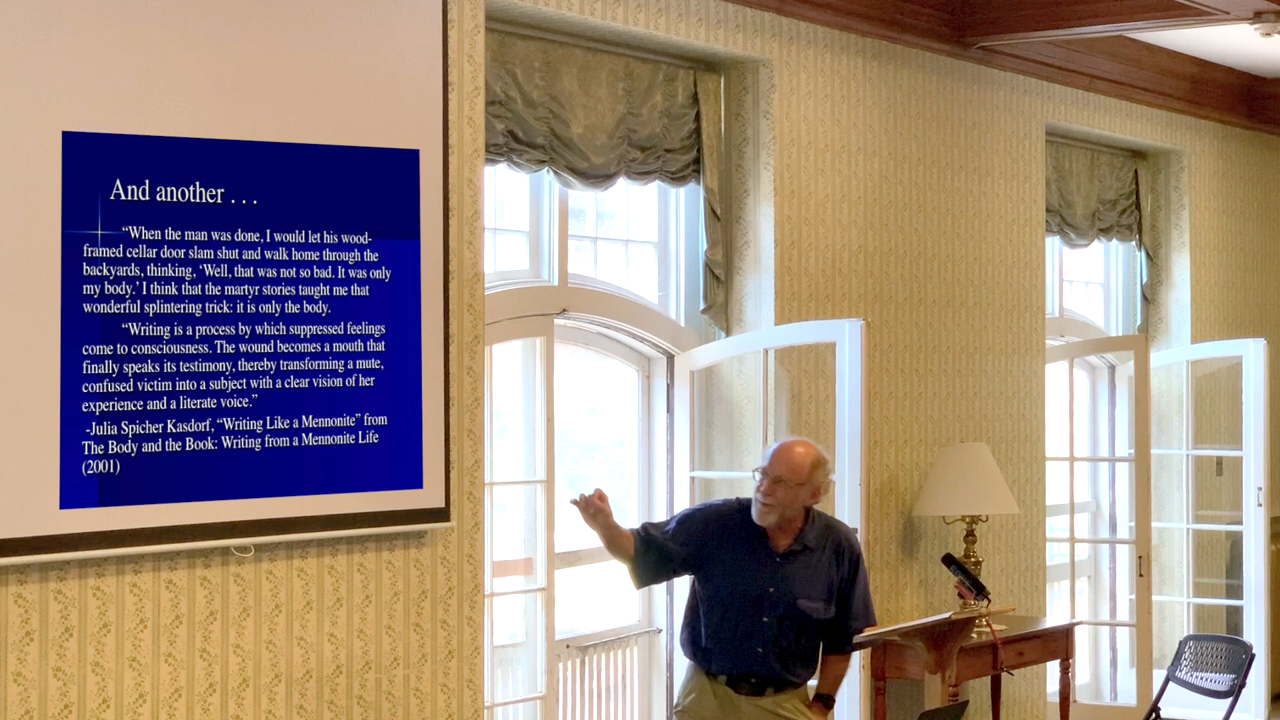 And another . . .
“When the man was done, I would let his wood-
framed cellar door slam shut and walk home through the
backyards, thinking, ‘Well, that was not so bad. It was only
my body.’ I think that the martyr stories taught me that
wonderful splintering trick: it is only the body.
“Writing is a process by which suppressed feelings
come to consciousness. The wound becomes a mouth that
finally speaks its testimony, thereby transforming a mute,
confused victim into a subject with a clear vision of her
experience and a literate voice.”
-Julia Spicher Kasdorf, “Writing Like a Mennonite” from
The Body and the Book: Writing from a Mennonite Life
(2001)